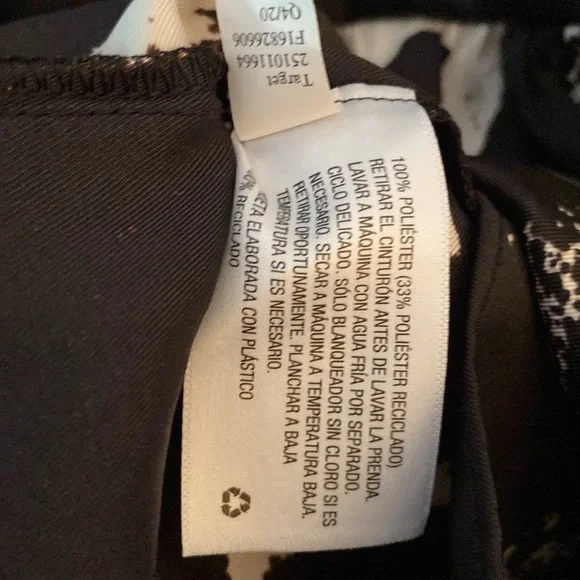 Target
251011664
F16826606
Q4/20
100% POLIÉSTER (33% POLIÉSTER RECICLADO)
RETIRAR EL CINTURÓN ANTES DE LAVAR LA PRENDA.
LAVAR A MÁQUINA CON AGUA FRÍA POR SEPARADO.
CICLO DELICADO. SÓLO BLANQUEADOR SIN CLORO SI ES
NECESARIO. SECAR A MÁQUINA A TEMPERATURA BAJA.
RETIRAR OPORTUNAMENTE. PLANCHAR A BAJA
TEMPERATURA SI ES NECESARIO.
ELABORADA CON PLÁSTICO
RECICLADO